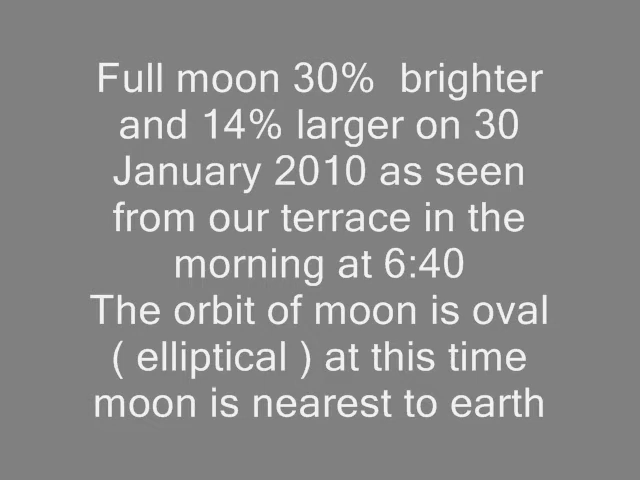 Full moon 30%  brighter
and 14% larger on 30
January 2010 as seen
from our terrace in the
morning at 6:40
The orbit of moon is oval
( elliptical ) at this time
moon is nearest to earth